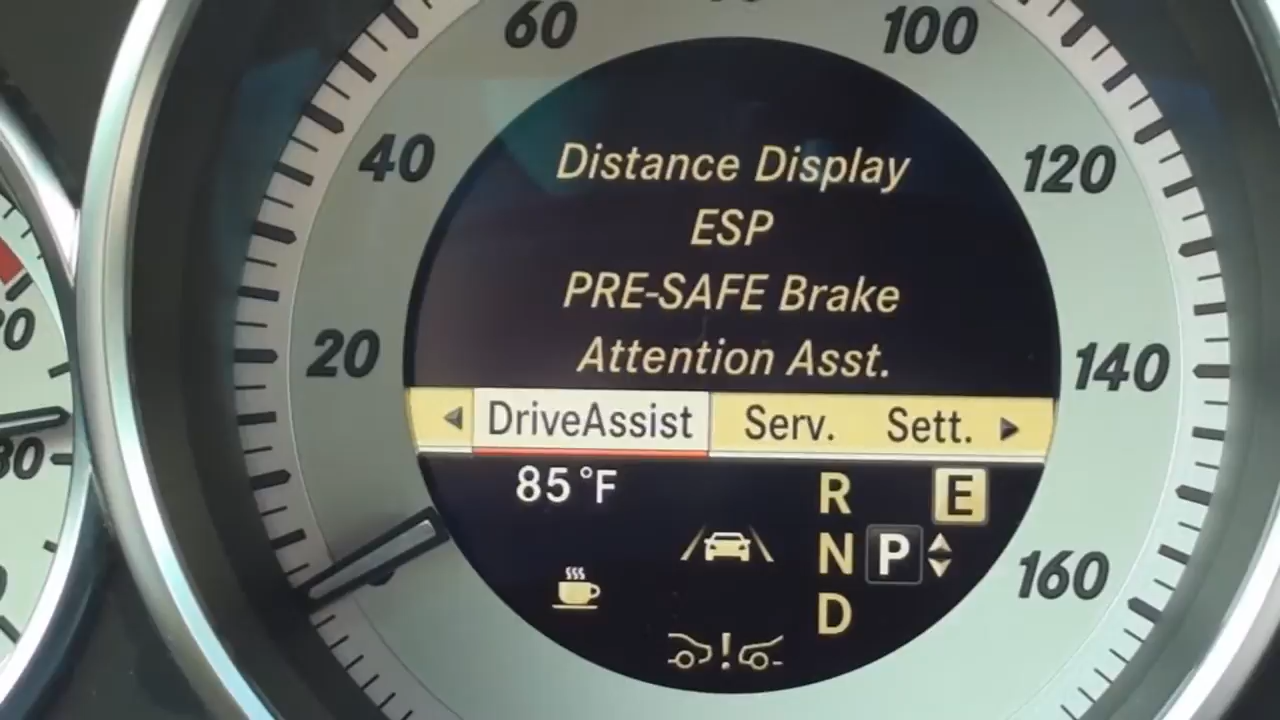 60
100
40
120
Distance Display
ESP
PRE-SAFE Brake
Attention Asst.
20
140
DriveAssist Serv. Sett.
85°F
R E
N P
D
160